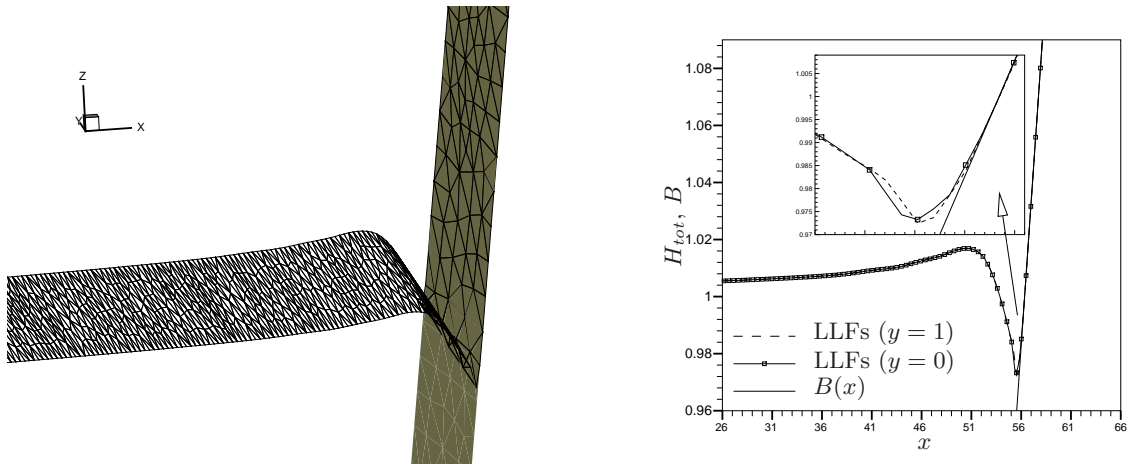 Z
Y
X
H_{tot}, B
1.08
1.06
1.04
1.02
1
0.98
0.96
1.005
1
0.995
0.99
0.985
0.98
0.975
0.97
LLFs (y = 1)
LLFs (y = 0)
B(x)
26 31 36 41 46 51 56 61 66
x